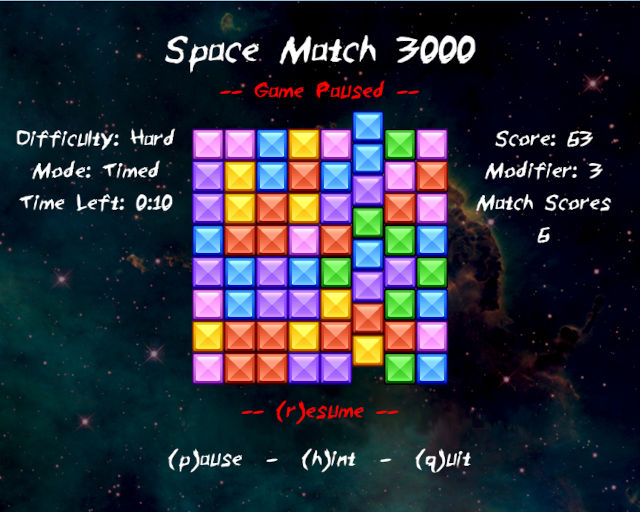 Space Match 3000
-- Game Paused --
Difficulty: Hard
Mode: Timed
Time Left: 0:10
Score: 63
Modifier: 3
Match Scores
6
-- (r)esume --
(p)ause - (h)int - (q)uit